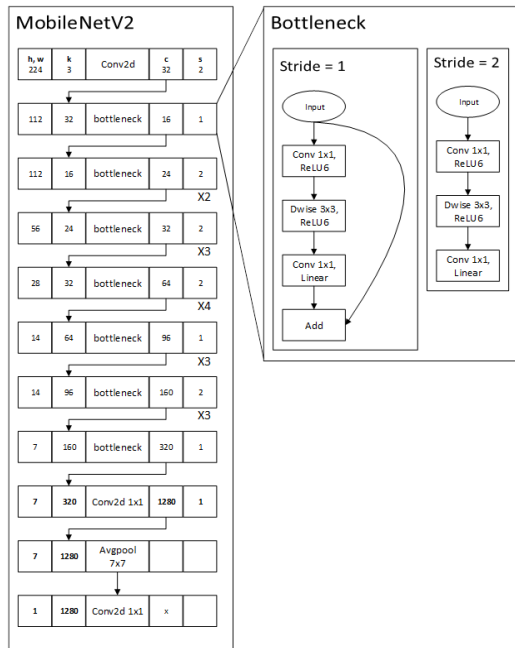 MobileNetV2
h, w k Conv2d c s
224 3 32 2
112 32 bottleneck 16 1
112 16 bottleneck 24 2
X2
56 24 bottleneck 32 2
X3
28 32 bottleneck 64 2
X4
14 64 bottleneck 96 1
X3
14 96 bottleneck 160 2
X3
7 160 bottleneck 320 1
7 320 Conv2d 1x1 1280 1
7 1280 Avgpool
7x7
1 1280 Conv2d 1x1 x
Bottleneck
Stride = 1
Input
Conv 1x1,
ReLU6
Dwise 3x3,
ReLU6
Conv 1x1,
Linear
Add
Stride = 2
Input
Conv 1x1,
ReLU6
Dwise 3x3,
ReLU6
Conv 1x1,
Linear